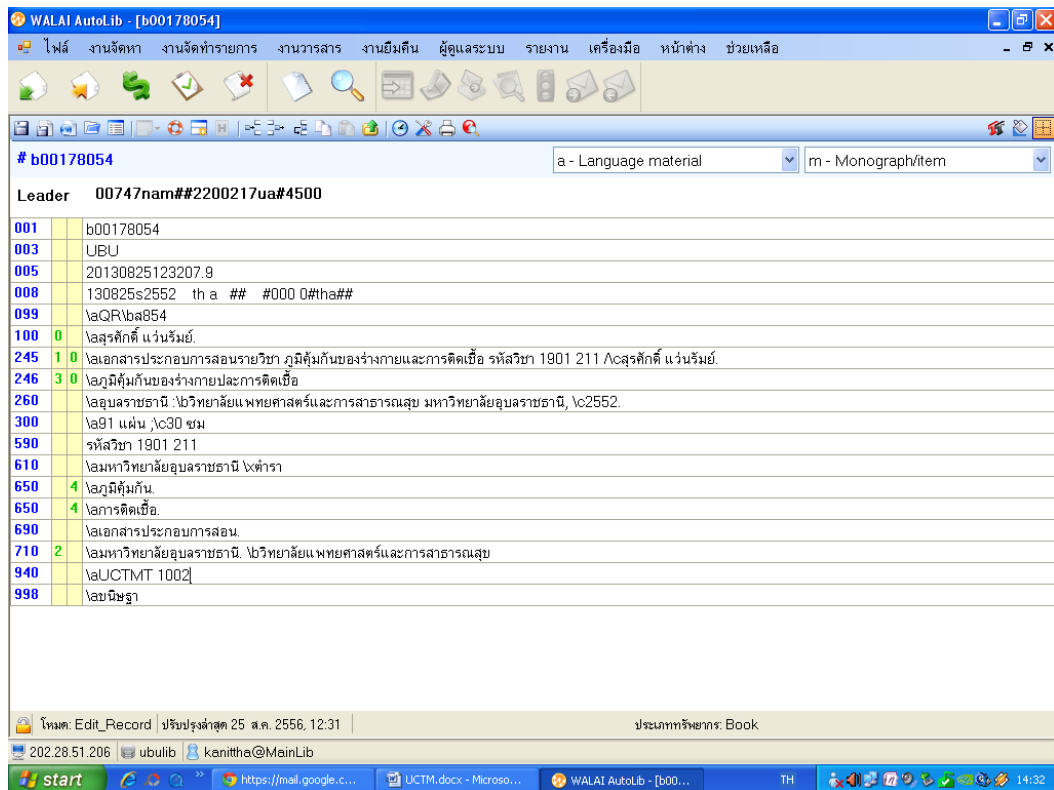 WALAI AutoLib - [b00178054]
ไฟล์ งานจัดหา งานจัดทำรายการ งานวารสาร งานยืมคืน ผู้ดูแลระบบ รายงาน เครื่องมือ หน้าต่าง ช่วยเหลือ
# b00178054 a - Language material m - Monograph/item
Leader 00747nam##2200217ua#4500
001 b00178054
003 UBU
005 20130825123207.9
008 130825s2552 th a ## #000 0#tha##
099 \aQR\bส854
100 0 \aสุรศักดิ์ แว่นรัมย์.
245 1 0 \aเอกสารประกอบการสอนรายวิชา ภูมิคุ้มกันของร่างกายและการติดเชื้อ รหัสวิชา 1901 211 /\cสุรศักดิ์ แว่นรัมย์.
246 3 0 \aภูมิคุ้มกันของร่างกายปละการติดเชื้อ
260 \aอุบลราชธานี :\bวิทยาลัยแพทยศาสตร์และการสาธารณสุข มหาวิทยาลัยอุบลราชธานี, \c2552.
300 \a91 แผ่น ;\c30 ซม
590 รหัสวิชา 1901 211
610 \aมหาวิทยาลัยอุบลราชธานี \xตำรา
650 4 \aภูมิคุ้มกัน.
650 4 \aการติดเชื้อ.
690 \aเอกสารประกอบการสอน.
710 2 \aมหาวิทยาลัยอุบลราชธานี. \bวิทยาลัยแพทยศาสตร์และการสาธารณสุข
940 \aUCTMT 1002
998 \aขนิษฐา
โหมด: Edit_Record ปรับปรุงล่าสุด 25 ส.ค. 2556, 12:31 ประเภททรัพยากร: Book
202.28.51.206 ubulib kanittha@MainLib
start https://mail.google.c... UCTM.docx - Microso... WALAI AutoLib - [b00... TH 14:32